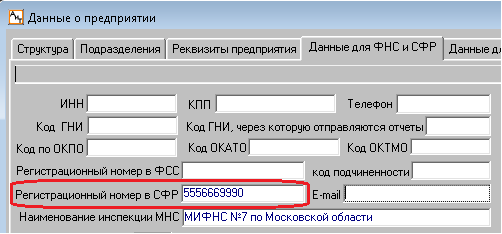 Данные о предприятии
Структура Подразделения Реквизиты предприятия Данные для ФНС и СФР Данные д
ИНН КПП Телефон
Код ГНИ Код ГНИ, через которую отправляются отчеты
Код по ОКПО Код ОКАТО Код ОКТМО
Регистрационный номер в ФСС код подчиненности
Регистрационный номер в СФР 5556669990 E-mail
Наименование инспекции МНС МИФНС №7 по Московской области